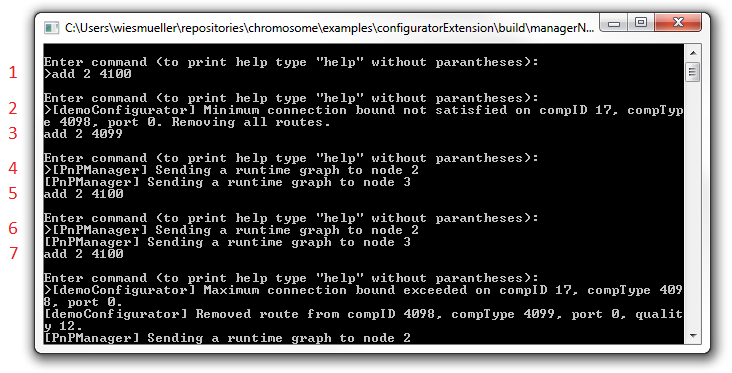 C:\Users\wiesmueller\repositories\chromosome\examples\configuratorExtension\build\managerN...
Enter command (to print help type "help" without parantheses):
1 >add 2 4100
Enter command (to print help type "help" without parantheses):
2 >[demoConfigurator] Minimum connection bound not satisfied on compID 17, compTyp
e 4098, port 0. Removing all routes.
3 add 2 4099
Enter command (to print help type "help" without parantheses):
4 >[PnPManager] Sending a runtime graph to node 2
[PnPManager] Sending a runtime graph to node 3
5 add 2 4100
Enter command (to print help type "help" without parantheses):
6 >[PnPManager] Sending a runtime graph to node 2
[PnPManager] Sending a runtime graph to node 3
7 add 2 4100
Enter command (to print help type "help" without parantheses):
>[demoConfigurator] Maximum connection bound exceeded on compID 17, compType 409
8, port 0.
[demoConfigurator] Removed route from compID 4098, compType 4099, port 0, qualit
y 12.
[PnPManager] Sending a runtime graph to node 2